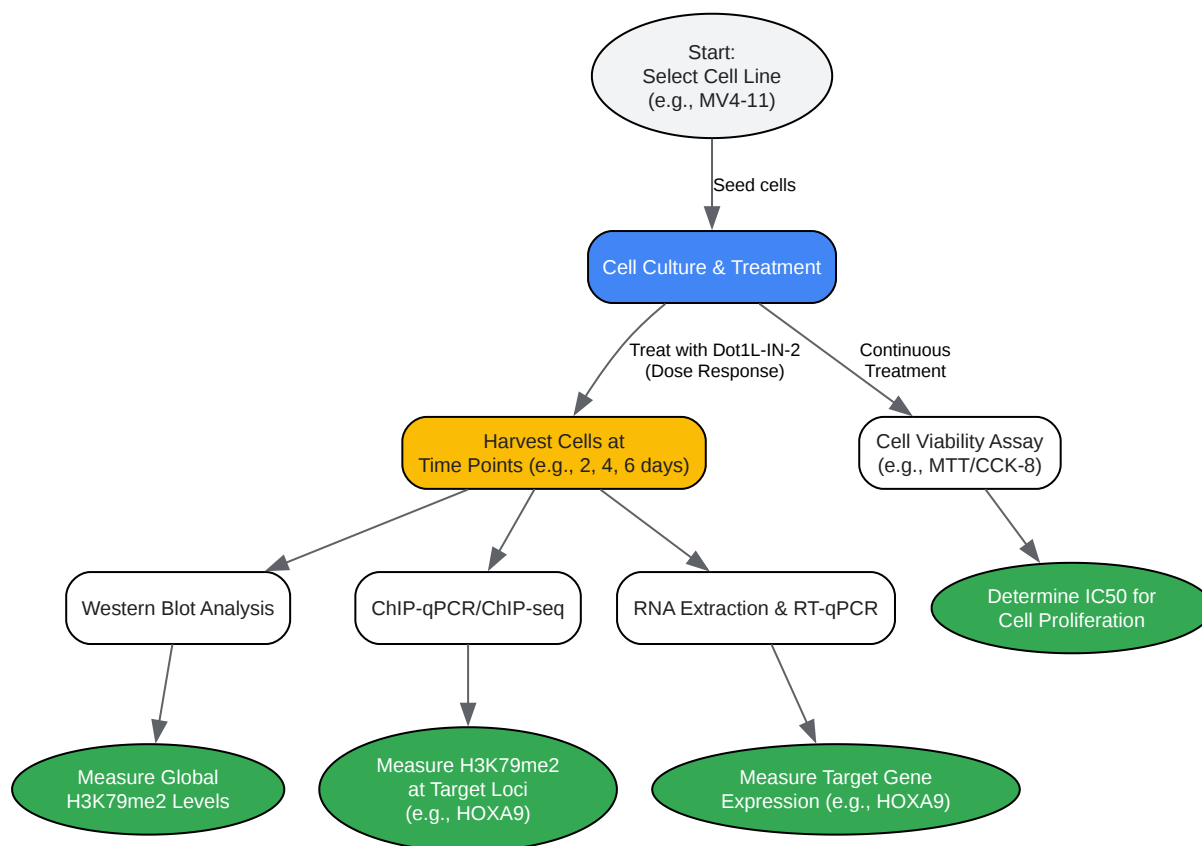 Start:
Select Cell Line
(e.g., MV4-11)
Seed cells
Cell Culture & Treatment
Treat with Dot1L-IN-2
(Dose Response)
Continuous
Treatment
Harvest Cells at
Time Points (e.g., 2, 4, 6 days)
Cell Viability Assay
(e.g., MTT/CCK-8)
Western Blot Analysis
ChIP-qPCR/ChIP-seq
RNA Extraction & RT-qPCR
Determine IC50 for
Cell Proliferation
Measure Global
H3K79me2 Levels
Measure H3K79me2
at Target Loci
(e.g., HOXA9)
Measure Target Gene
Expression (e.g., HOXA9)